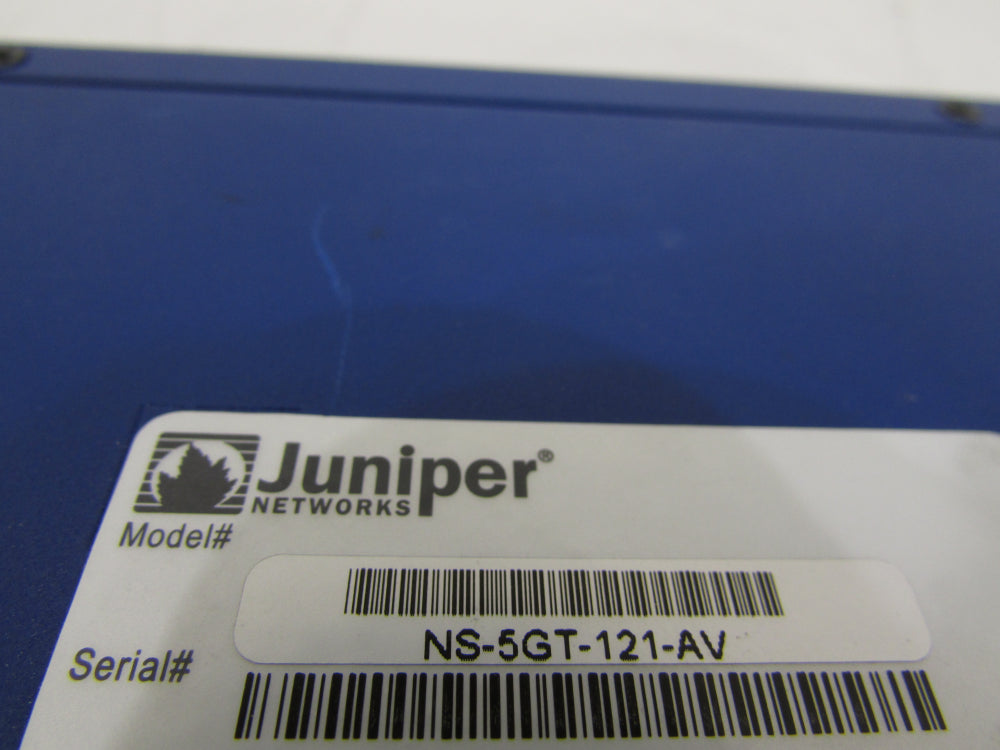 Juniper®
NETWORKS
Model#
NS-5GT-121-AV
Serial#